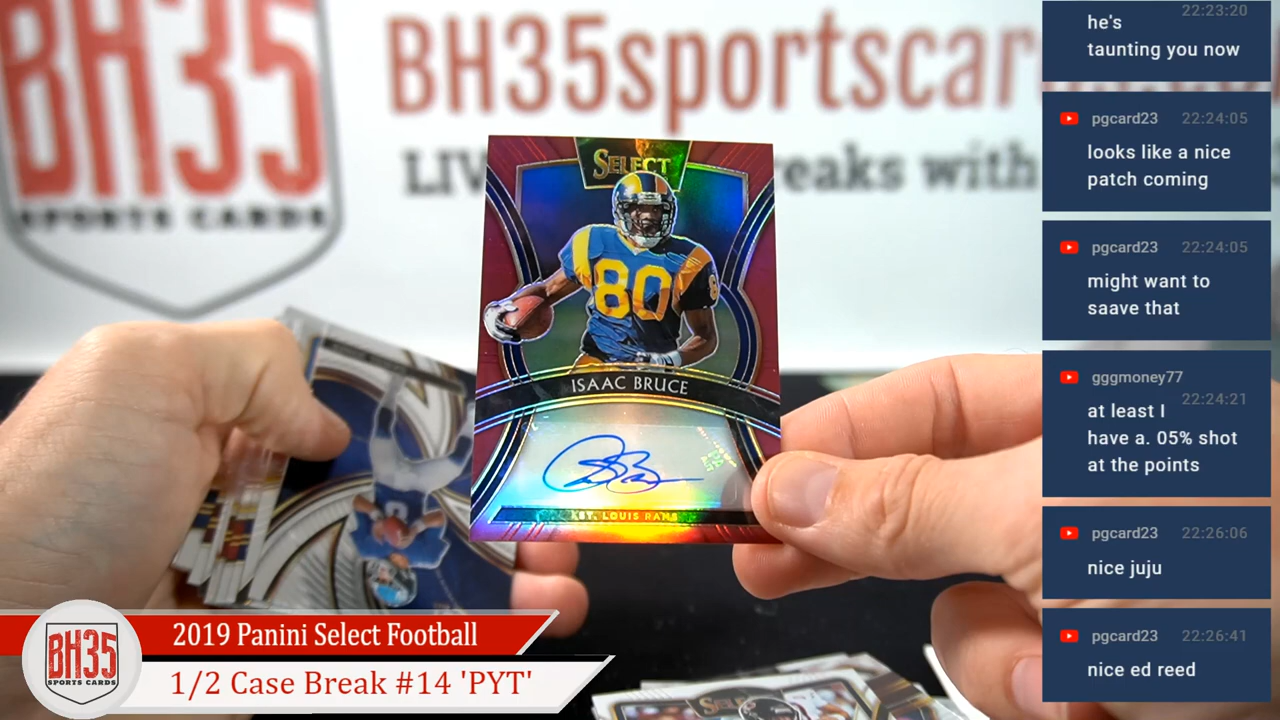 BH35
SPORTS CARDS
BH35sportscar
LIV
eaks with
SELECT
80
ISAAC BRUCE
ST. LOUIS RAMS
he's 22:23:20
taunting you now
pgcard23 22:24:05
looks like a nice
patch coming
pgcard23 22:24:05
might want to
saave that
gggmoney77
22:24:21
at least I
have a. 05% shot
at the points
pgcard23 22:26:06
nice juju
pgcard23 22:26:41
nice ed reed
BH35
SPORTS CARDS
2019 Panini Select Football
1/2 Case Break #14 'PYT'